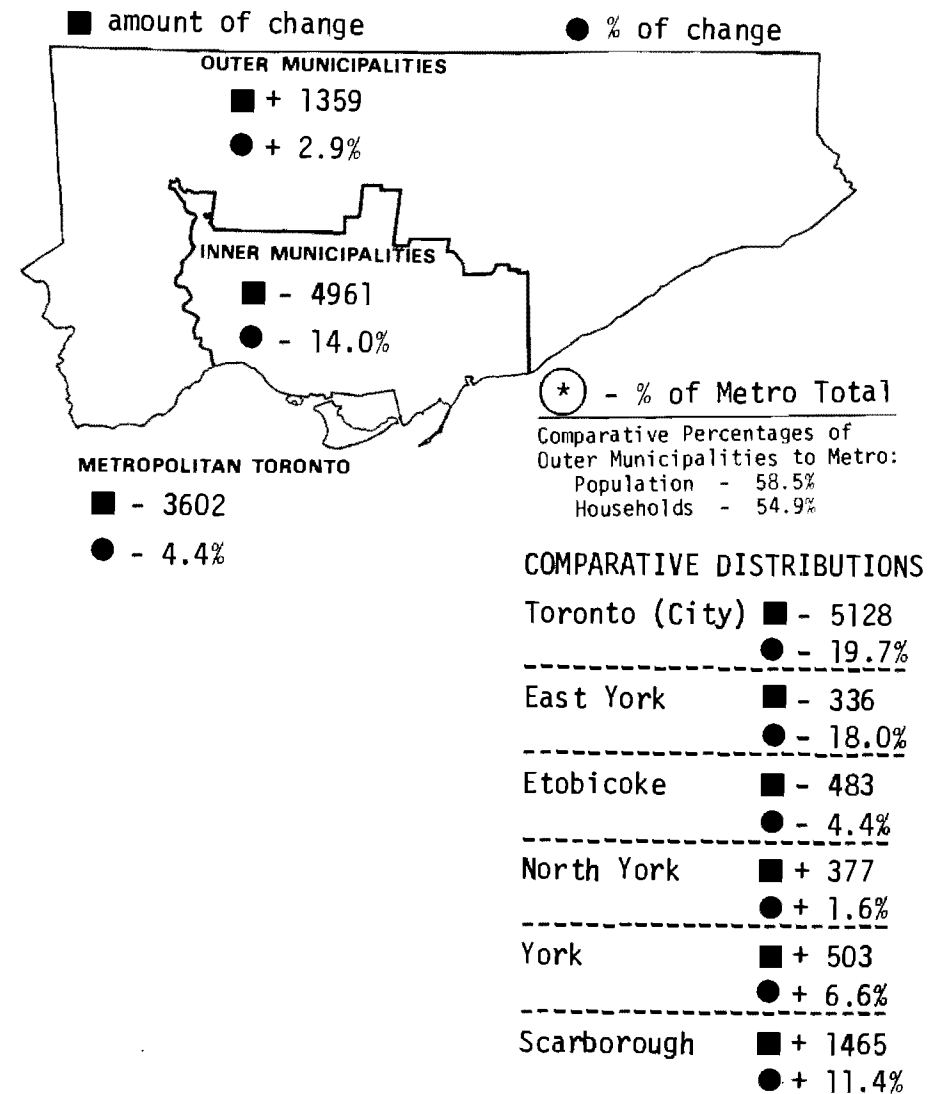 ■ amount of change ● % of change
OUTER MUNICIPALITIES
■ + 1359
● + 2.9%
INNER MUNICIPALITIES
■ - 4961
● - 14.0%
METROPOLITAN TORONTO
■ - 3602
● - 4.4%
* - % of Metro Total
Comparative Percentages of
Outer Municipalities to Metro:
Population - 58.5%
Households - 54.9%
COMPARATIVE DISTRIBUTIONS
Toronto (City) ■ - 5128
● - 19.7%
East York ■ - 336
● - 18.0%
Etobicoke ■ - 483
● - 4.4%
North York ■ + 377
● + 1.6%
York ■ + 503
● + 6.6%
Scarborough ■ + 1465
● + 11.4%